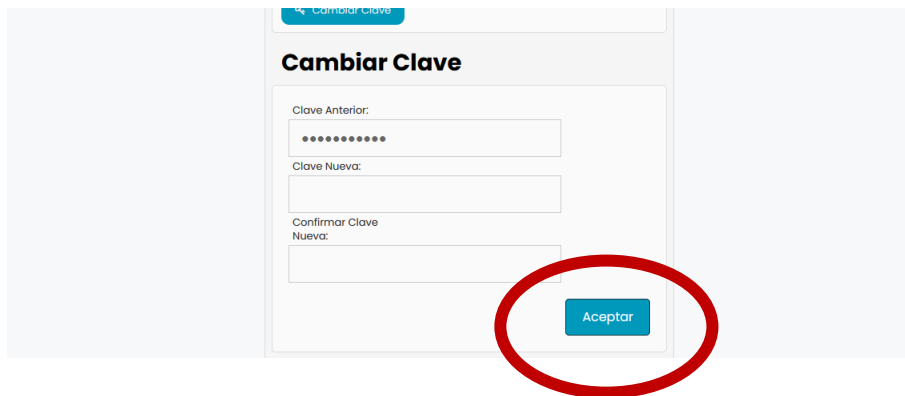 Cambiar Clave
Cambiar Clave
Clave Anterior:
•••••••••••
Clave Nueva:
Confirmar Clave
Nueva:
Aceptar